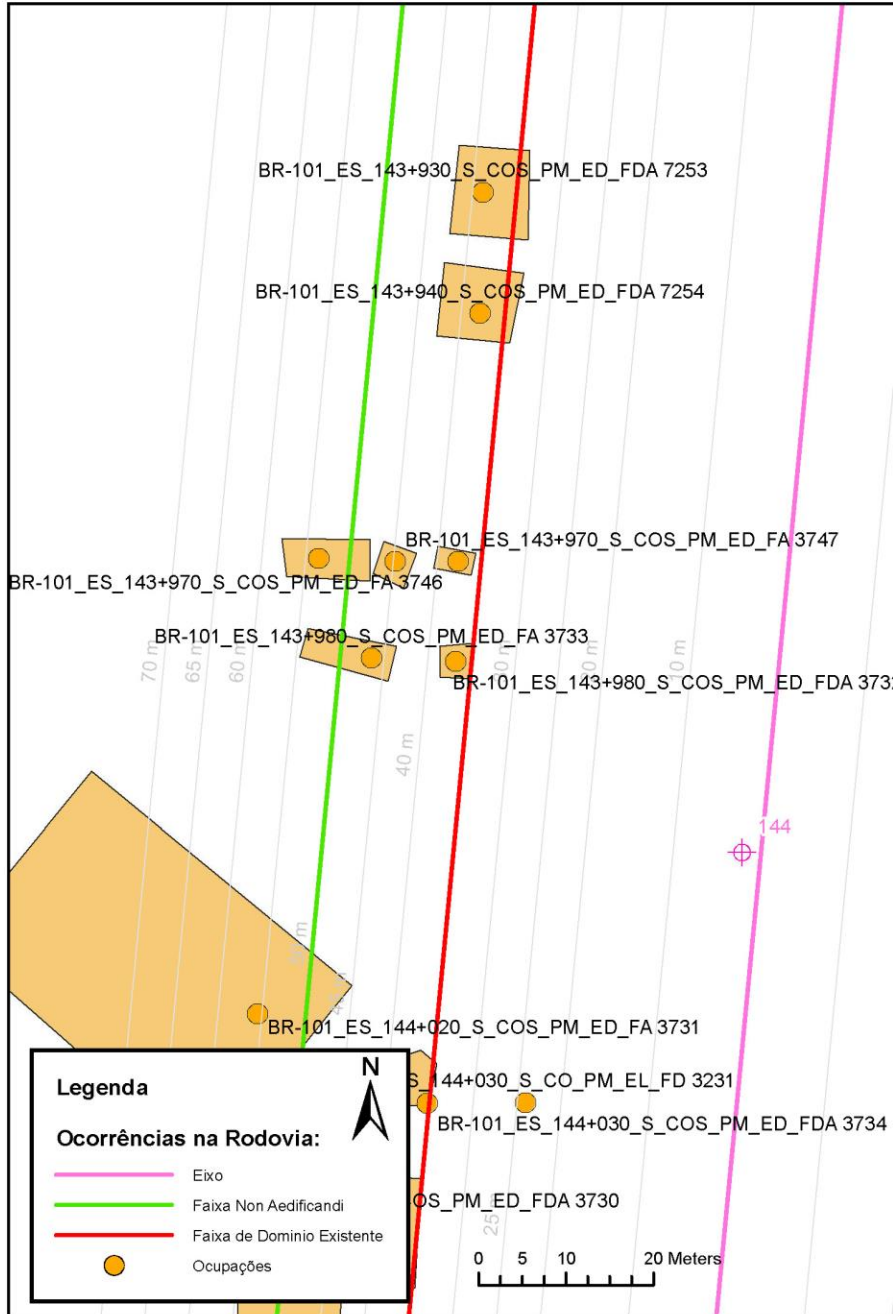 BR-101_ES_143+930_S_COS_PM_ED_FDA 7253
BR-101_ES_143+940_S_COS_PM_ED_FDA 7254
BR-101_ES_143+970_S_COS_PM_ED_FA 3747
BR-101_ES_143+970_S_COS_PM_ED_FA 3746
BR-101_ES_143+980_S_COS_PM_ED_FA 3733
70 m
65 m
60 m
10 m
BR-101_ES_143+980_S_COS_PM_ED_FDA 373
40 m
144
BR-101_ES_144+020_S_COS_PM_ED_FA 3731
S_144+030_S_CO_PM_EL_FD 3231
BR-101_ES_144+030_S_COS_PM_ED_FDA 3734
OS_PM_ED_FDA 3730
25
N
Legenda
Ocorrências na Rodovia:
Eixo
Faixa Non Aedificandi
Faixa de Dominio Existente
Ocupações
0 5 10 20 Meters